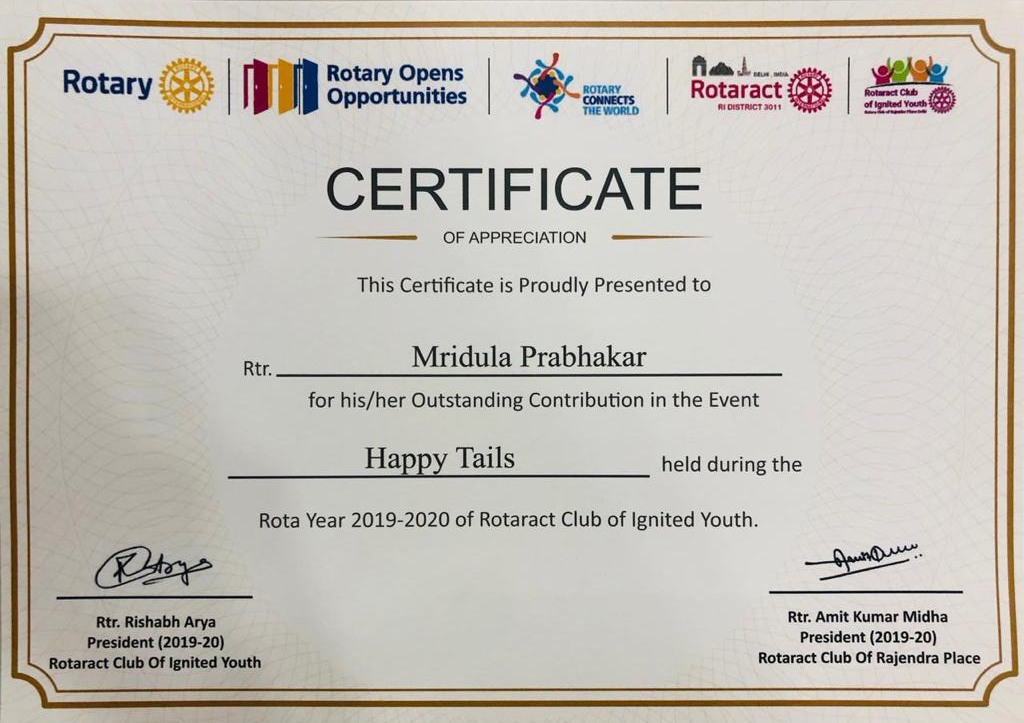 Rotary
Rotary Opens
Opportunities
ROTARY
CONNECTS
THE WORLD
DELHI, INDIA
Rotaract
RI DISTRICT 3011
Rotaract Club
of Ignited Youth
CERTIFICATE
OF APPRECIATION
This Certificate is Proudly Presented to
Rtr. Mridula Prabhakar
for his/her Outstanding Contribution in the Event
Happy Tails held during the
Rota Year 2019-2020 of Rotaract Club of Ignited Youth.
Rtr. Rishabh Arya
President (2019-20)
Rotaract Club Of Ignited Youth
Rtr. Amit Kumar Midha
President (2019-20)
Rotaract Club Of Rajendra Place